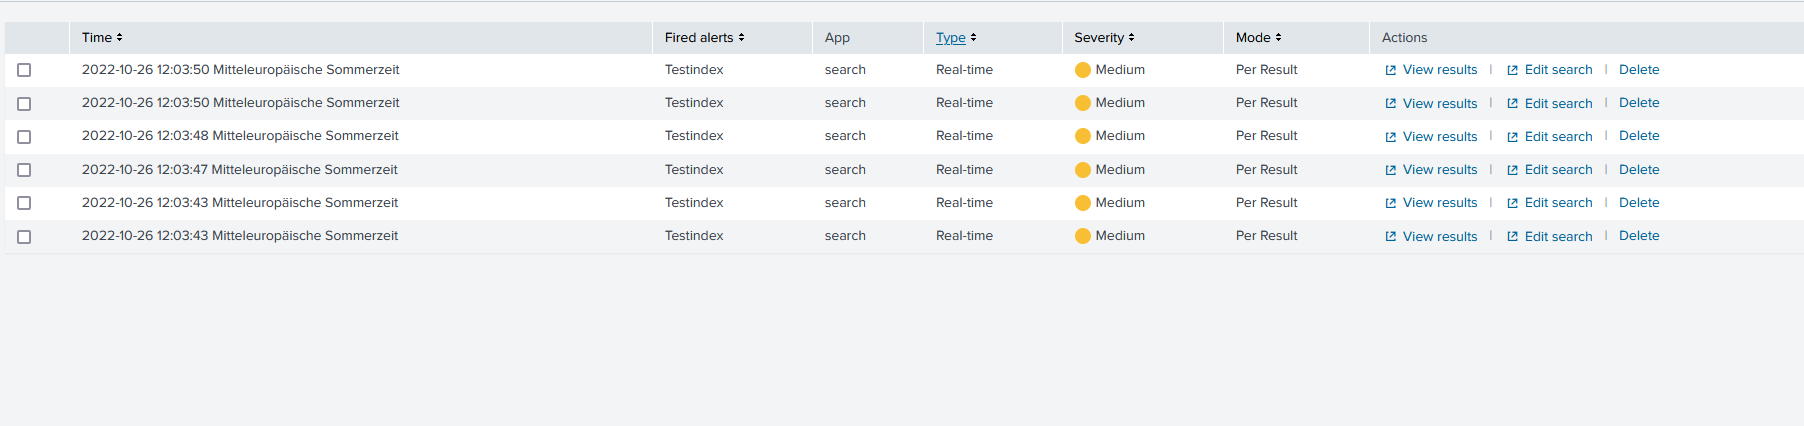 Time Fired alerts App Type Severity Mode Actions
2022-10-26 12:03:50 Mitteleuropäische Sommerzeit Testindex search Real-time Medium Per Result View results | Edit search | Delete
2022-10-26 12:03:50 Mitteleuropäische Sommerzeit Testindex search Real-time Medium Per Result View results | Edit search | Delete
2022-10-26 12:03:48 Mitteleuropäische Sommerzeit Testindex search Real-time Medium Per Result View results | Edit search | Delete
2022-10-26 12:03:47 Mitteleuropäische Sommerzeit Testindex search Real-time Medium Per Result View results | Edit search | Delete
2022-10-26 12:03:43 Mitteleuropäische Sommerzeit Testindex search Real-time Medium Per Result View results | Edit search | Delete
2022-10-26 12:03:43 Mitteleuropäische Sommerzeit Testindex search Real-time Medium Per Result View results | Edit search | Delete